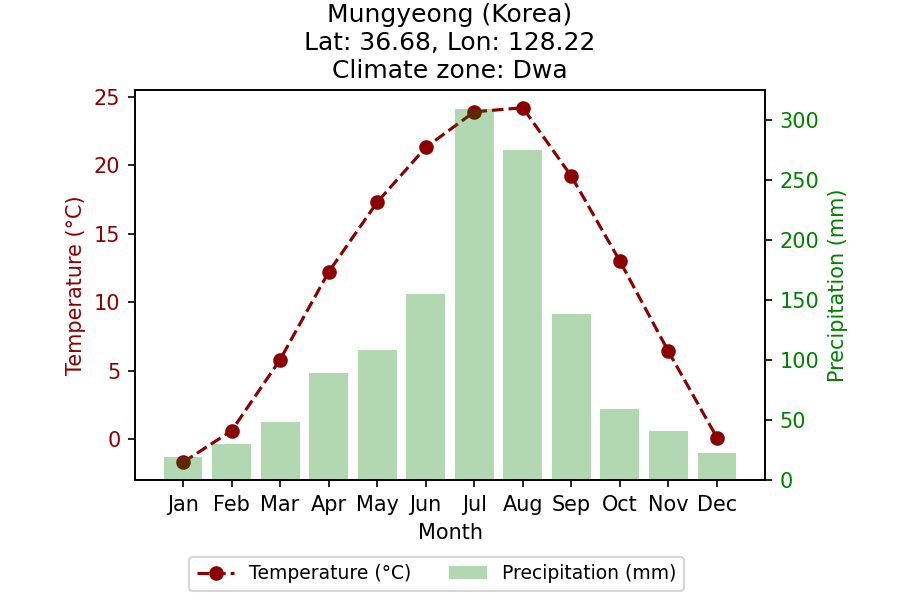 Mungyeong (Korea)
Lat: 36.68, Lon: 128.22
Climate zone: Dwa
25
20
15
10
5
0
Temperature (°C)
300
250
200
150
100
50
0
Precipitation (mm)
Jan Feb Mar Apr May Jun Jul Aug Sep Oct Nov Dec
Month
Temperature (°C) Precipitation (mm)